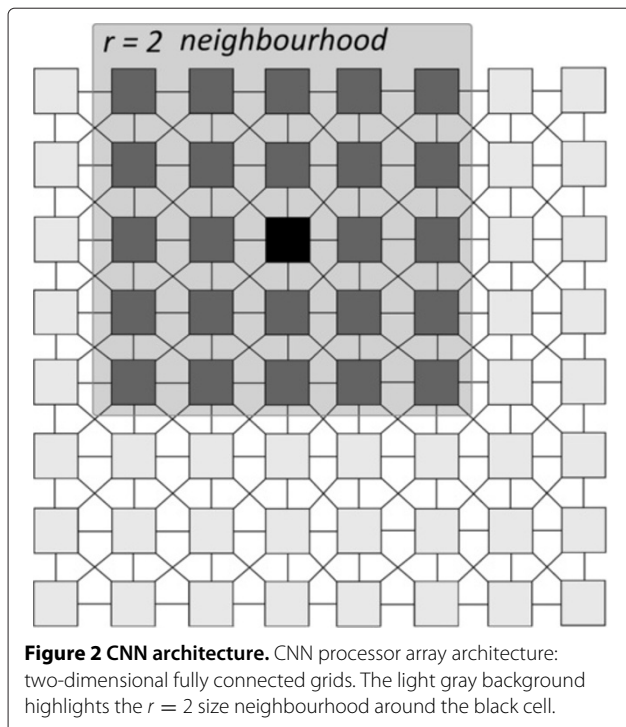 r = 2 neighbourhood
Figure 2 CNN architecture. CNN processor array architecture:
two-dimensional fully connected grids. The light gray background
highlights the r = 2 size neighbourhood around the black cell.